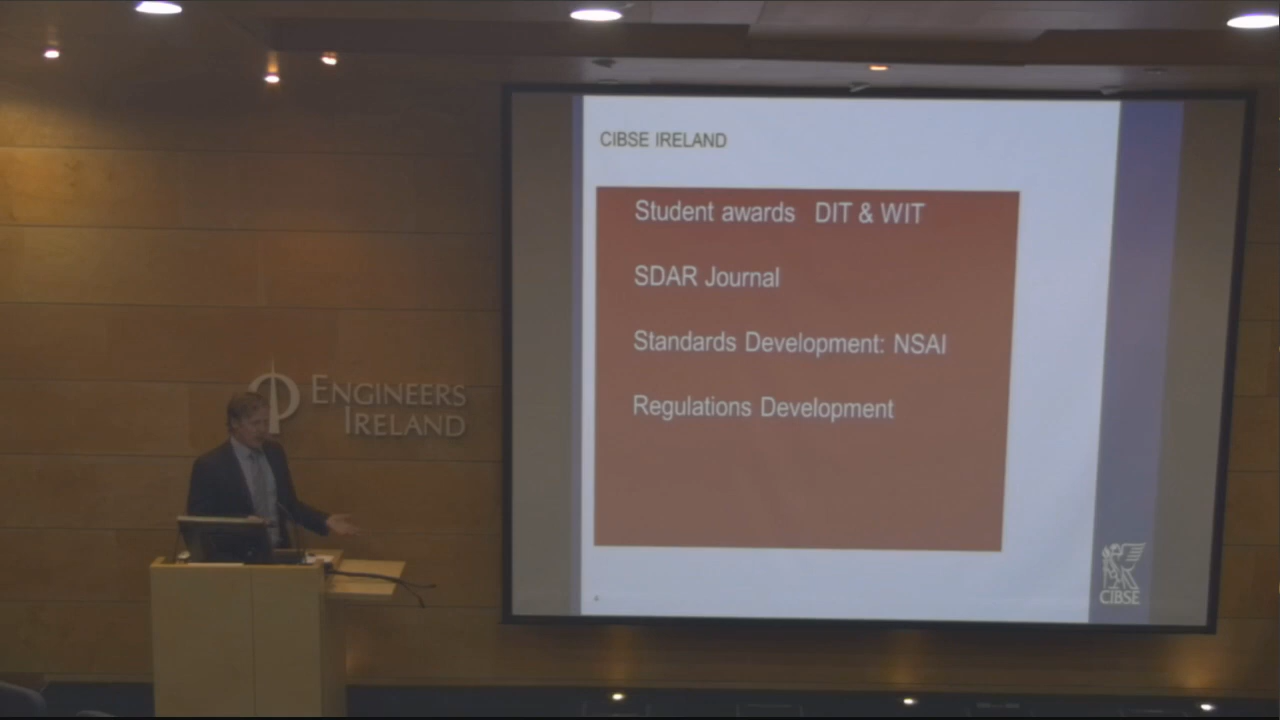 CIBSE IRELAND
Student awards DIT & WIT
SDAR Journal
Standards Development: NSAI
Regulations Development
ENGINEERS
IRELAND
CIBSE